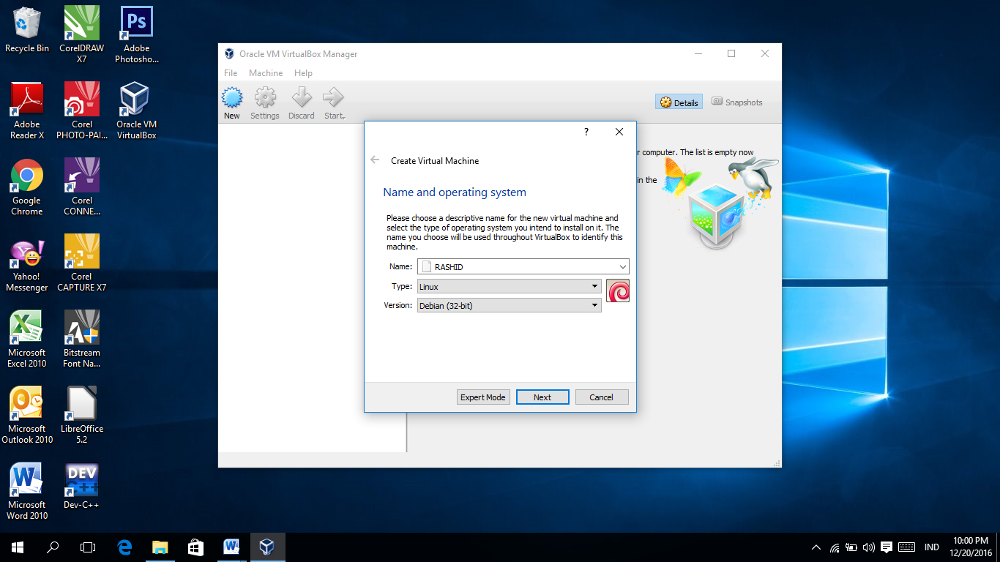 Recycle Bin
CorelDRAW
X7
Ps
Adobe
Photosho...
Adobe
Reader X
Corel
PHOTO-PAI...
Oracle VM
VirtualBox
Google
Chrome
Corel
CONNE...
Yahoo!
Messenger
Corel
CAPTURE X7
Microsoft
Excel 2010
Bitstream
Font Na...
Microsoft
Outlook 2010
LibreOffice
5.2
DEV
C++
Microsoft
Word 2010
Dev-C++
Oracle VM VirtualBox Manager
File Machine Help
New Settings Discard Start
Details Snapshots
r computer. The list is empty now
in the
?
Create Virtual Machine
Name and operating system
Please choose a descriptive name for the new virtual machine and
select the type of operating system you intend to install on it. The
name you choose will be used throughout VirtualBox to identify this
machine.
Name: RASHID
Type: Linux
Version: Debian (32-bit)
Expert Mode Next Cancel
IND
10:00 PM
12/20/2016